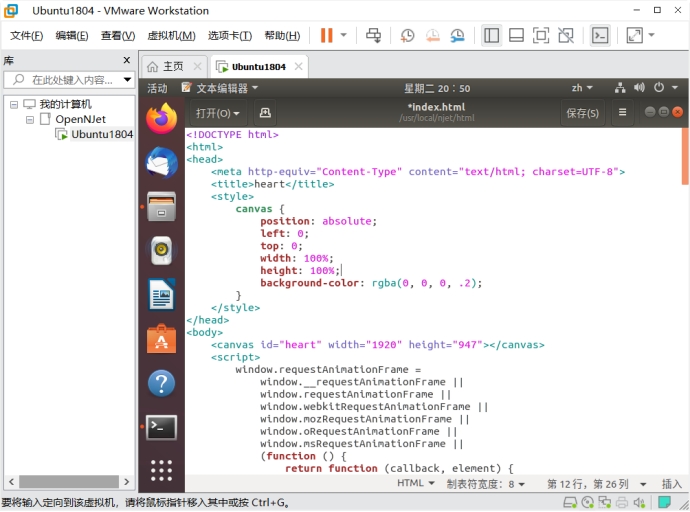 Ubuntu1804 - VMware Workstation
文件(F) 编辑(E) 查看(V) 虚拟机(M) 选项卡(T) 帮助(H)
库
在此处键入内容...
我的计算机
OpenNJet
Ubuntu1804
主页
Ubuntu1804
活动 文本编辑器 星期二 20：50 zh
打开(O) *index.html 保存(S)
/usr/local/njet/html
<!DOCTYPE html>
<html>
<head>
    <meta http-equiv="Content-Type" content="text/html; charset=UTF-8">
    <title>heart</title>
    <style>
        canvas {
            position: absolute;
            left: 0;
            top: 0;
            width: 100%;
            height: 100%;
            background-color: rgba(0, 0, 0, .2);
        }
    </style>
</head>
<body>
    <canvas id="heart" width="1920" height="947"></canvas>
    <script>
        window.requestAnimationFrame =
            window.__requestAnimationFrame ||
            window.requestAnimationFrame ||
            window.webkitRequestAnimationFrame ||
            window.mozRequestAnimationFrame ||
            window.oRequestAnimationFrame ||
            window.msRequestAnimationFrame ||
            (function () {
                return function (callback, element) {
HTML 制表符宽度：8 第 12 行，第 26 列 插入
要将输入定向到该虚拟机，请将鼠标指针移入其中或按 Ctrl+G。